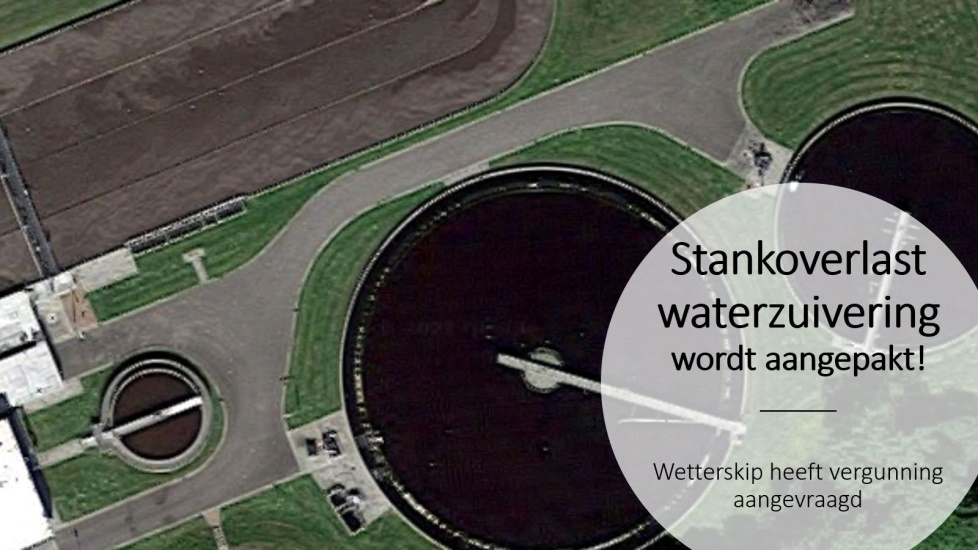 Stankoverlast
waterzuivering
wordt aangepakt!
Wetterskip heeft vergunning
aangevraagd